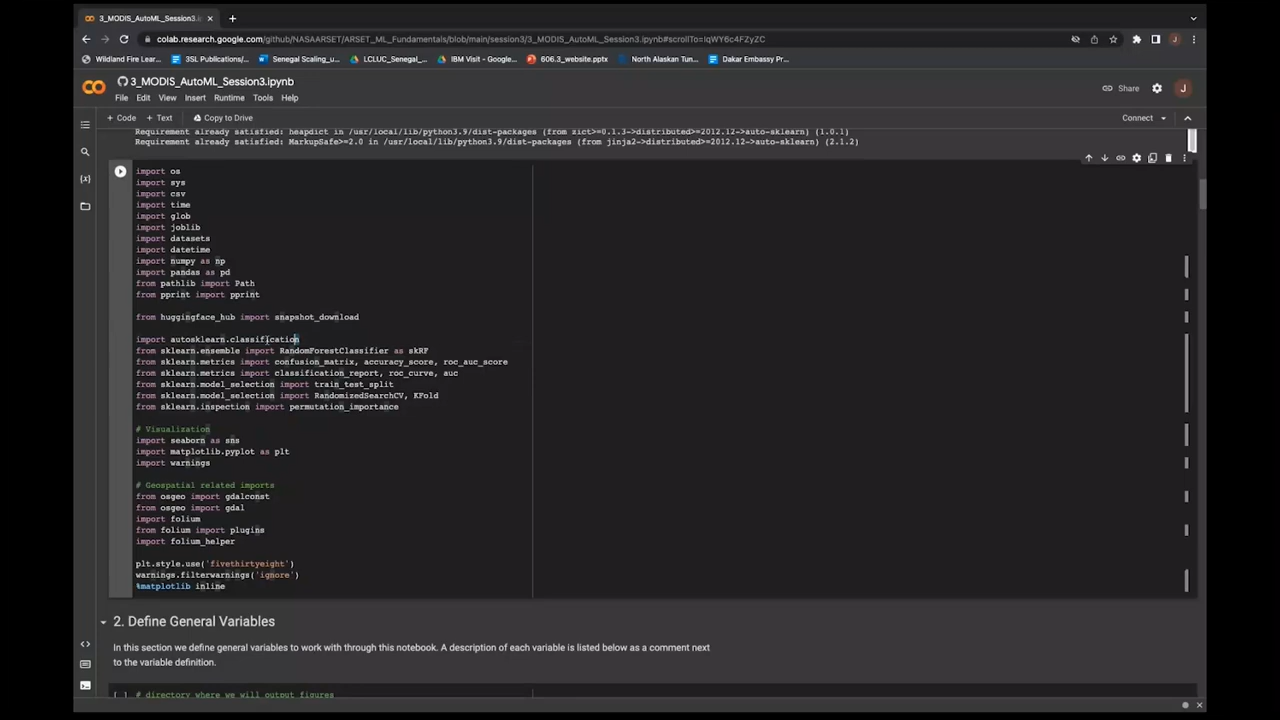 3_MODIS_AutoML_Session3.i
colab.research.google.com/github/NASAARSET/ARSET_ML_Fundamentals/blob/main/session3/3_MODIS_AutoML_Session3.ipynb#scrollTo=IqWY6c4FZyZC
Wildland Fire Lear... 3SL Publications/... Senegal Scaling_u... LCLUC_Senegal_... IBM Visit - Google... 606.3_website.pptx North Alaskan Tun... Dakar Embassy Pr...
3_MODIS_AutoML_Session3.ipynb
Share
J
File Edit View Insert Runtime Tools Help
+ Code + Text Copy to Drive Connect
Requirement already satisfied: heapdict in /usr/local/lib/python3.9/dist-packages (from zict>=0.1.3->distributed>=2012.12->auto-sklearn) (1.0.1)
Requirement already satisfied: MarkupSafe>=2.0 in /usr/local/lib/python3.9/dist-packages (from jinja2->distributed>=2012.12->auto-sklearn) (2.1.2)
import os
import sys
import csv
import time
import glob
import joblib
import datasets
import datetime
import numpy as np
import pandas as pd
from pathlib import Path
from pprint import pprint
from huggingface_hub import snapshot_download
import autosklearn.classification
from sklearn.ensemble import RandomForestClassifier as skRF
from sklearn.metrics import confusion_matrix, accuracy_score, roc_auc_score
from sklearn.metrics import classification_report, roc_curve, auc
from sklearn.model_selection import train_test_split
from sklearn.model_selection import RandomizedSearchCV, KFold
from sklearn.inspection import permutation_importance
# Visualization
import seaborn as sns
import matplotlib.pyplot as plt
import warnings
# Geospatial related imports
from osgeo import gdalconst
from osgeo import gdal
import folium
from folium import plugins
import folium_helper
plt.style.use('fivethirtyeight')
warnings.filterwarnings('ignore')
%matplotlib inline
2. Define General Variables
In this section we define general variables to work with through this notebook. A description of each variable is listed below as a comment next
to the variable definition.
[ ] # directory where we will output figures